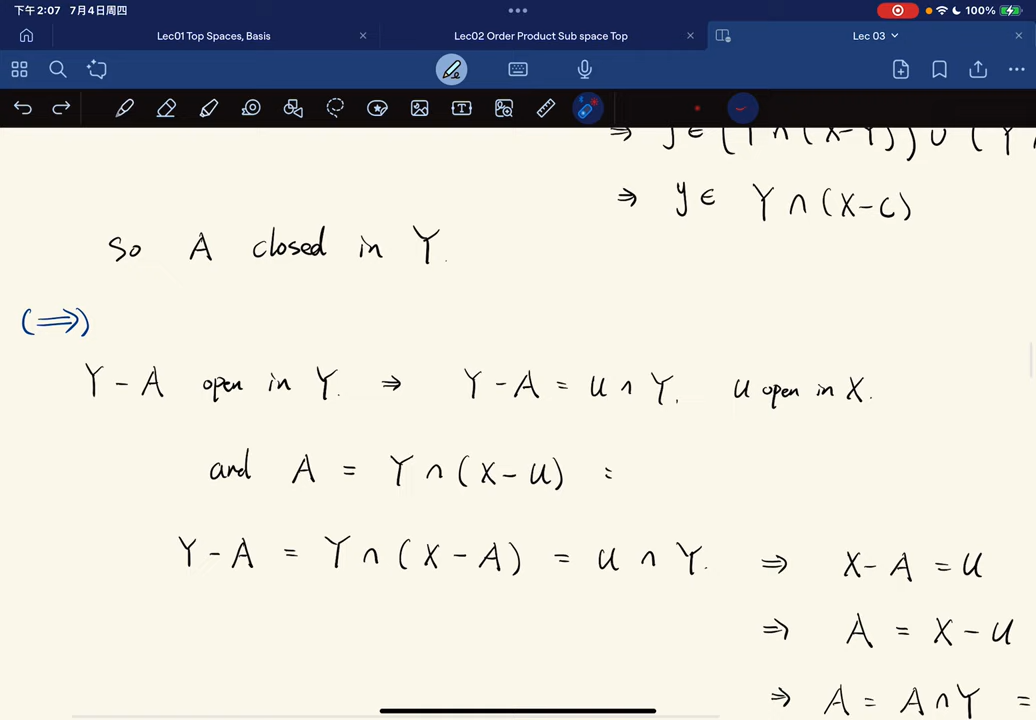 下午2:07 7月4日周四
100%
Lec01 Top Spaces, Basis
Lec02 Order Product Sub space Top
Lec 03
⇒ y ∈ (Y ∩ (X-Y)) ∪ (Y ∩
⇒ y ∈ Y ∩ (X-C)
So A closed in Y.
(⇒)
Y - A open in Y. ⇒ Y - A = U ∩ Y. U open in X.
and A = Y ∩ (X - U) =
Y - A = Y ∩ (X - A) = U ∩ Y. ⇒ X - A = U
⇒ A = X - U
⇒ A = A ∩ Y =